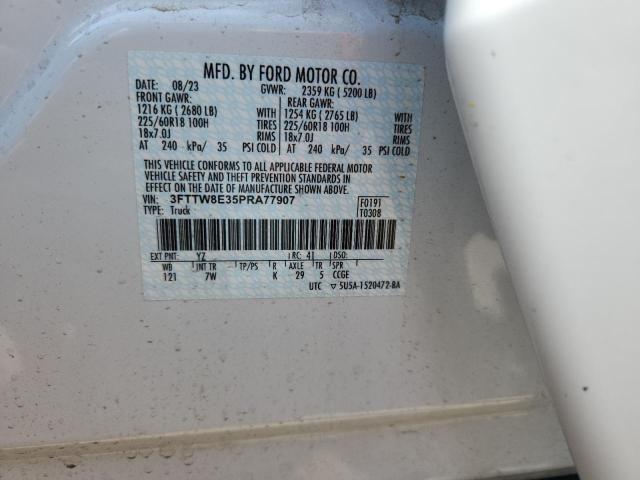 MFD. BY FORD MOTOR CO.
DATE: 08/23 GVWR: 2359 KG ( 5200 LB)
FRONT GAWR: REAR GAWR:
1216 KG ( 2680 LB) 1254 KG ( 2765 LB)
WITH WITH
225/60R18 100H TIRES 225/60R18 100H TIRES
18x7.0J RIMS 18x7.0J RIMS
AT 240 kPa/ 35 PSI COLD AT 240 kPa/ 35 PSI COLD
THIS VEHICLE CONFORMS TO ALL APPLICABLE FEDERAL MOTOR
VEHICLE SAFETY AND THEFT PREVENTION STANDARDS IN
EFFECT ON THE DATE OF MANUFACTURE SHOWN ABOVE.
VIN: 3FTTW8E35PRA77907 F0191
TYPE: Truck T0308
EXT PNT: YZ RC: 41 DSO:
WB INT TR TP/PS R AXLE TR SPR
121 7W K 29 5 CCGE
UTC ▽ 5U5A-1520472-BA